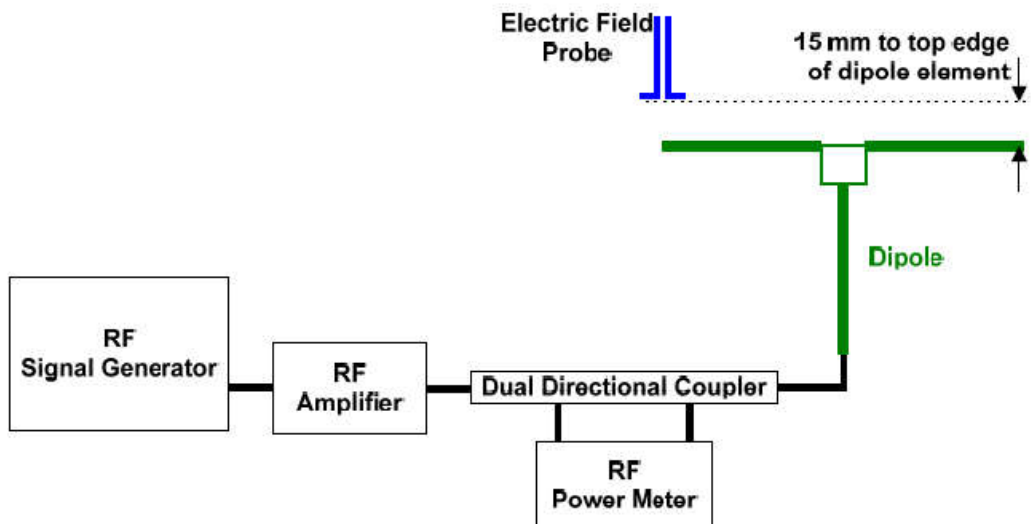 Electric Field
Probe
15 mm to top edge
of dipole element
Dipole
RF
Signal Generator
RF
Amplifier
Dual Directional Coupler
RF
Power Meter